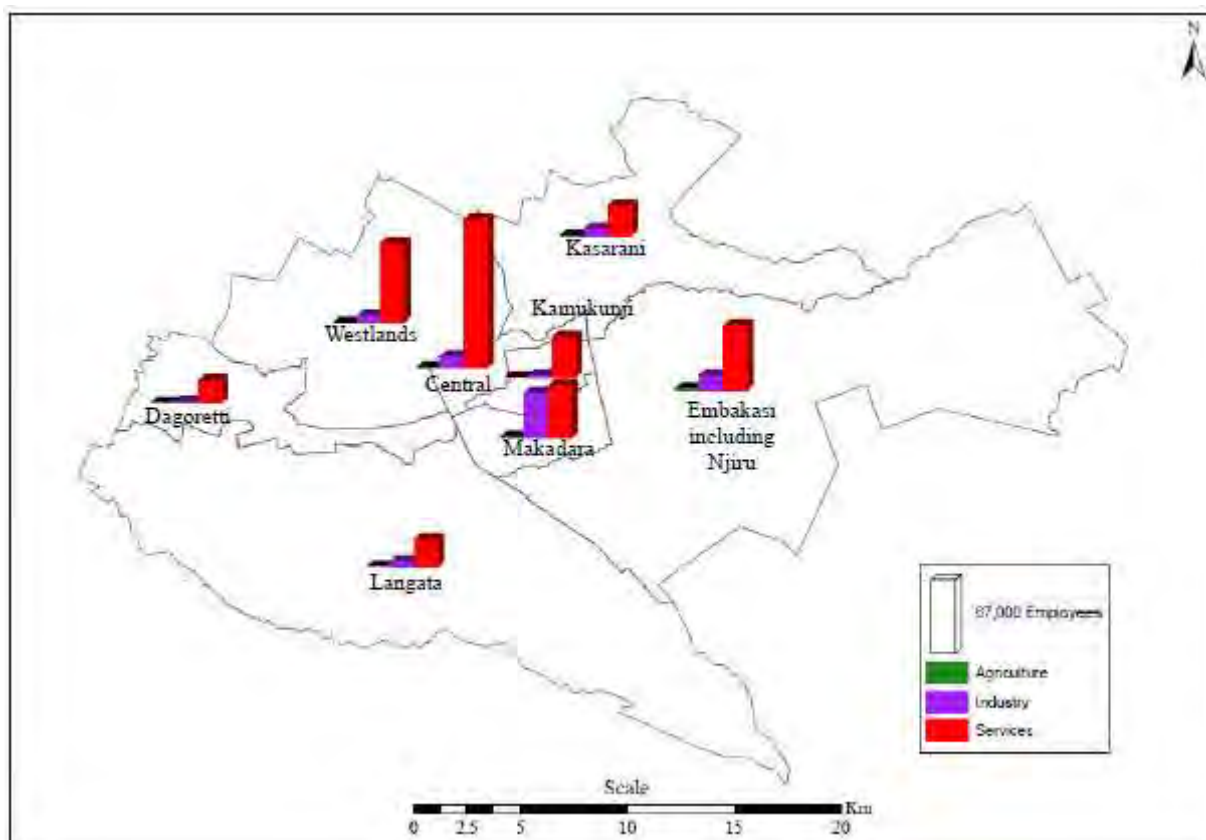 N
Kasarani
Kamukunji
Westlands
Central
Dagoretti
Makadara
Embakasi
including
Njiru
Langata
67,000 Employees
Agriculture
Industry
Services
Scale
Km
0 2.5 5 10 15 20